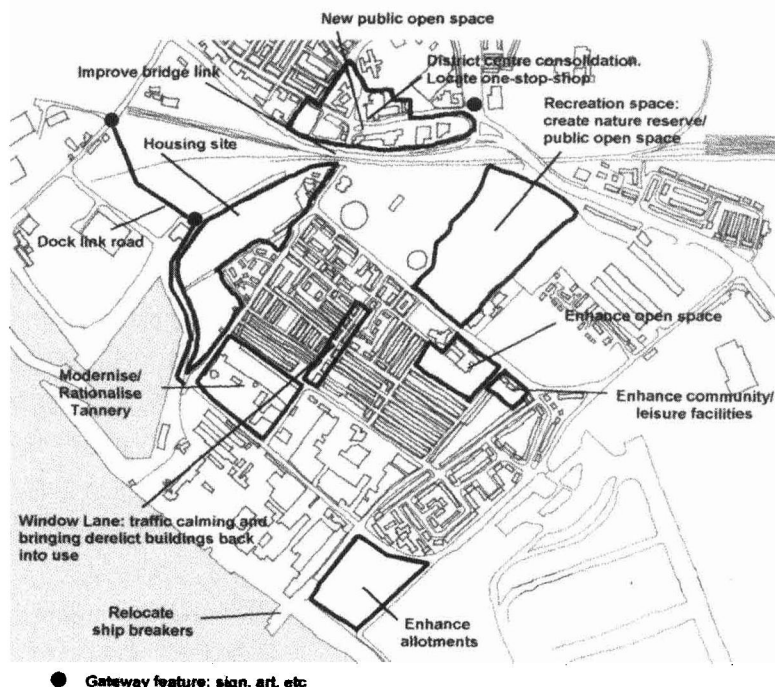 New public open space
District centre consolidation.
Locate one-stop-shop
Improve bridge link
Recreation space:
create nature reserve/
public open space
Housing site
Dock link road
Enhance open
space
Modernise/
Rationalise
Tannery
Enhance community/
leisure facilities
Window Lane: traffic calming and
bringing derelict buildings back
into use
Relocate
ship breakers
Enhance
allotments
Gateway feature: sign, art, etc